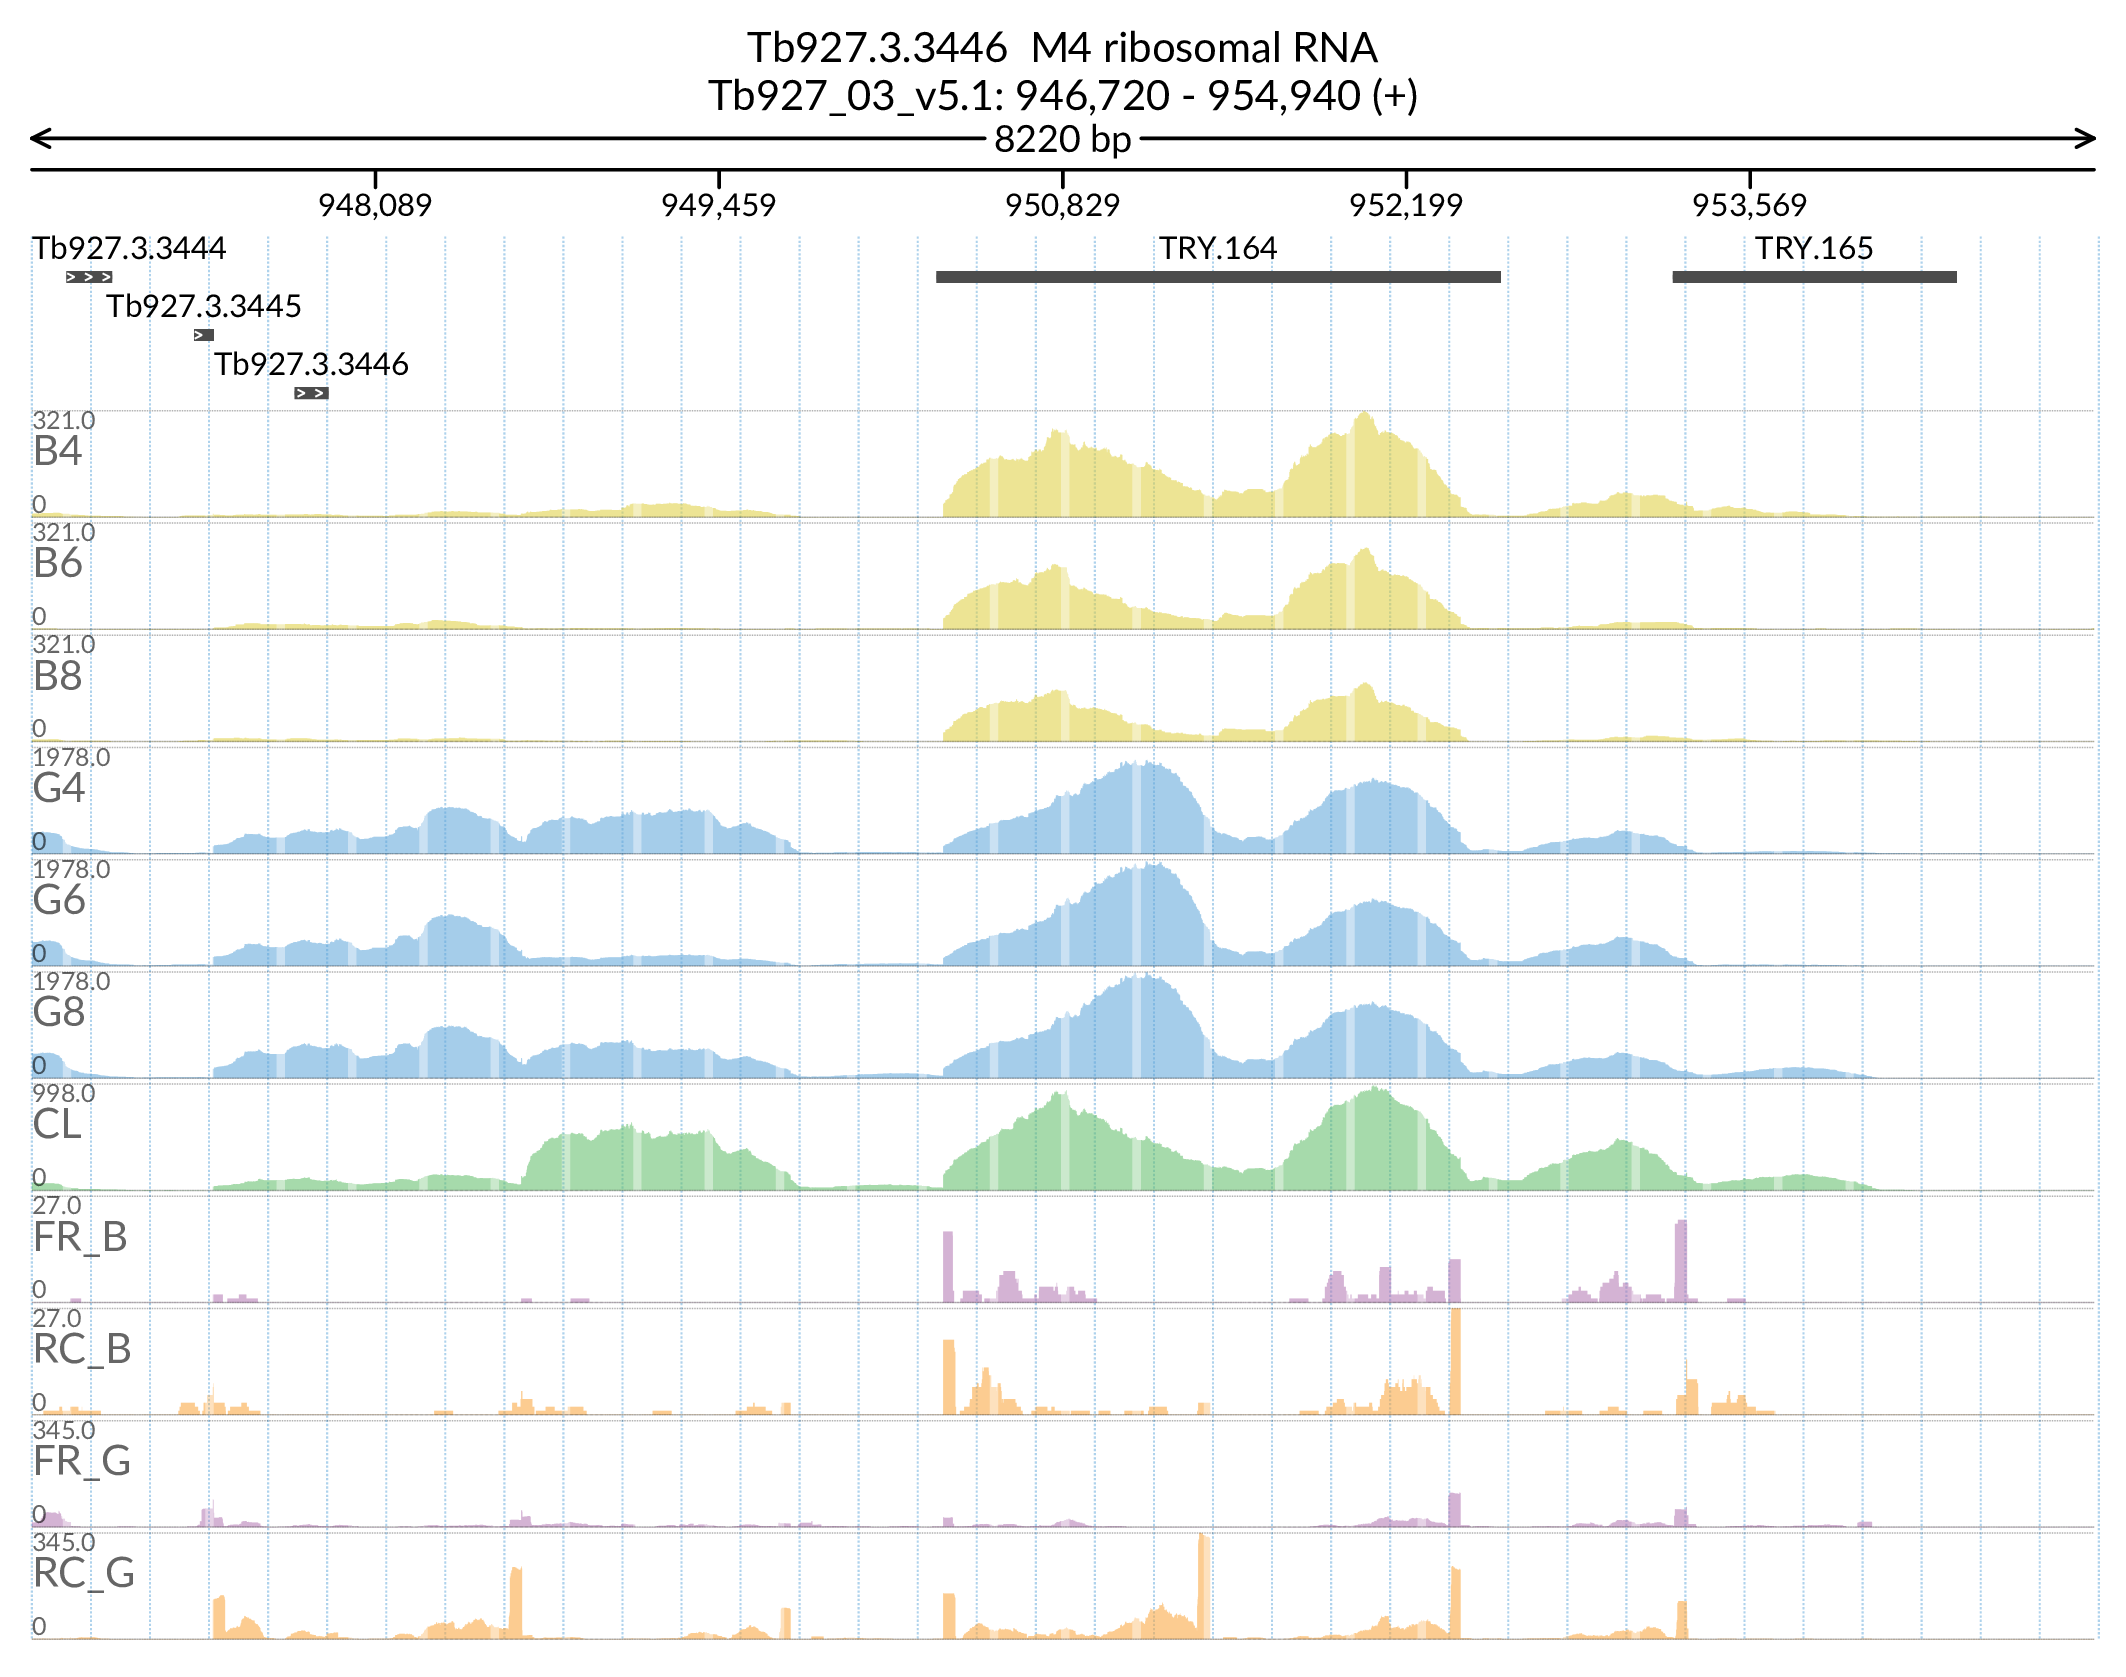 Tb927.3.3446 M4 ribosomal RNA
Tb927_03_v5.1: 946,720 - 954,940 (+)
8220 bp
948,089 949,459 950,829 952,199 953,569
Tb927.3.3444 TRY.164 TRY.165
Tb927.3.3445
Tb927.3.3446
321.0
B4
0
321.0
B6
0
321.0
B8
0
1978.0
G4
0
1978.0
G6
0
1978.0
G8
0
998.0
CL
0
27.0
FR_B
0
27.0
RC_B
0
345.0
FR_G
0
345.0
RC_G
0